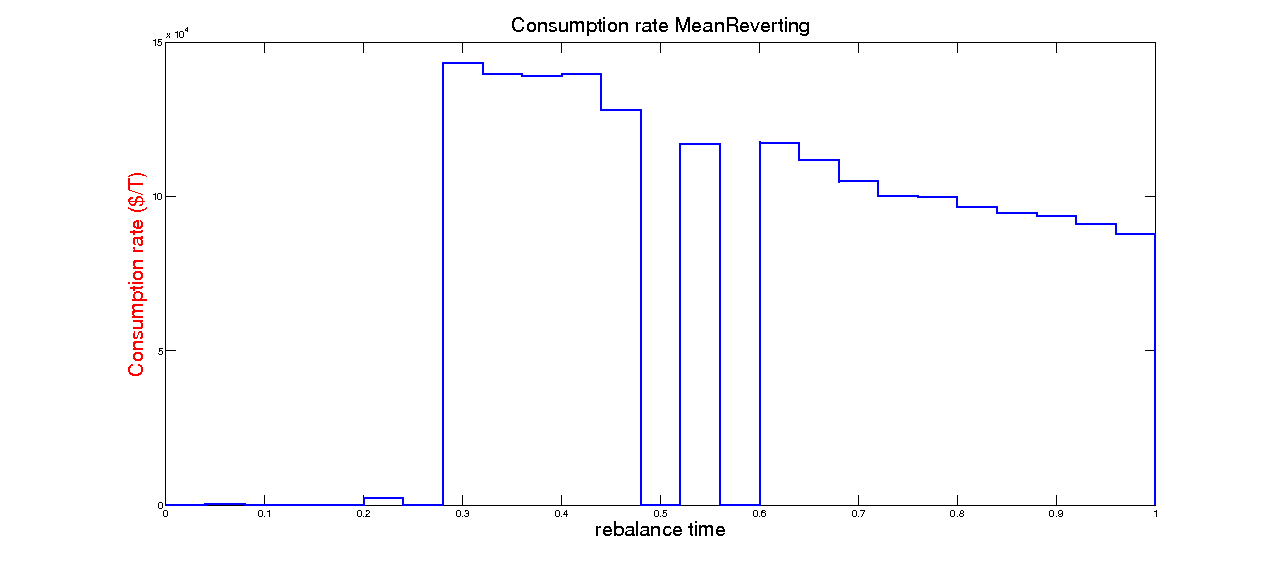 Consumption rate MeanReverting
x 10^4
15
10
5
0
Consumption rate ($/T)
0 0.1 0.2 0.3 0.4 0.5 0.6 0.7 0.8 0.9 1
rebalance time